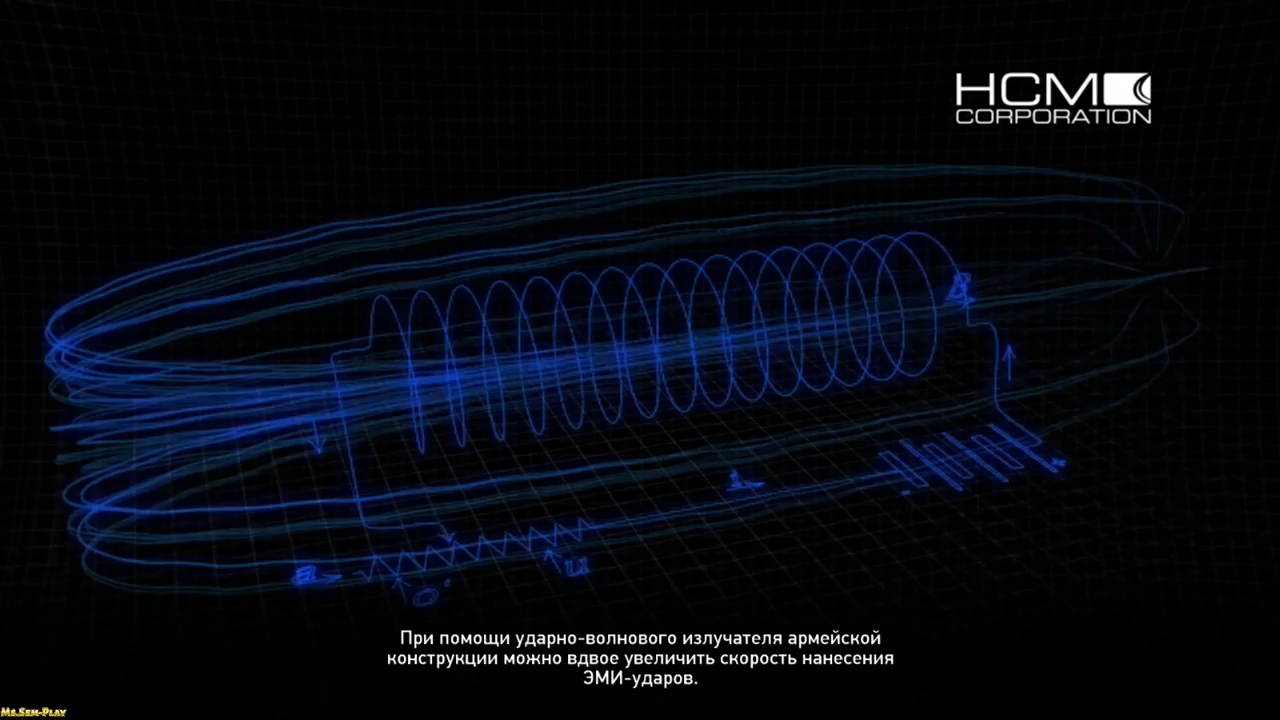 HCM
CORPORATION
При помощи ударно-волнового излучателя армейской
конструкции можно вдвое увеличить скорость нанесения
ЭМИ-ударов.
Ms.Sem-Play